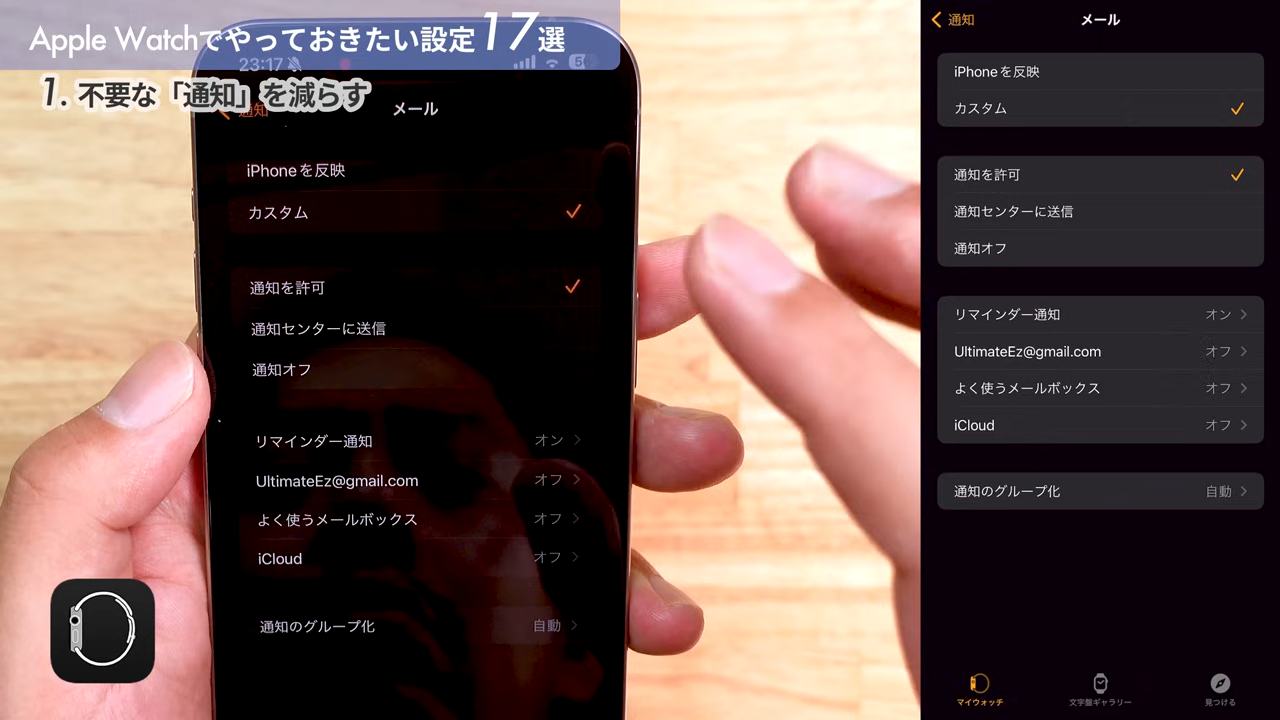 Apple Watchでやっておきたい設定17選
1. 不要な「通知」を減らす
23:17
通知
メール
iPhoneを反映
カスタム
通知を許可
通知センターに送信
通知オフ
リマインダー通知 オン
UltimateEz@gmail.com オフ
よく使うメールボックス オフ
iCloud オフ
通知のグループ化 自動
通知
メール
iPhoneを反映
カスタム
通知を許可
通知センターに送信
通知オフ
リマインダー通知 オン
UltimateEz@gmail.com オフ
よく使うメールボックス オフ
iCloud オフ
通知のグループ化 自動
マイウォッチ
文字盤ギャラリー
見つける